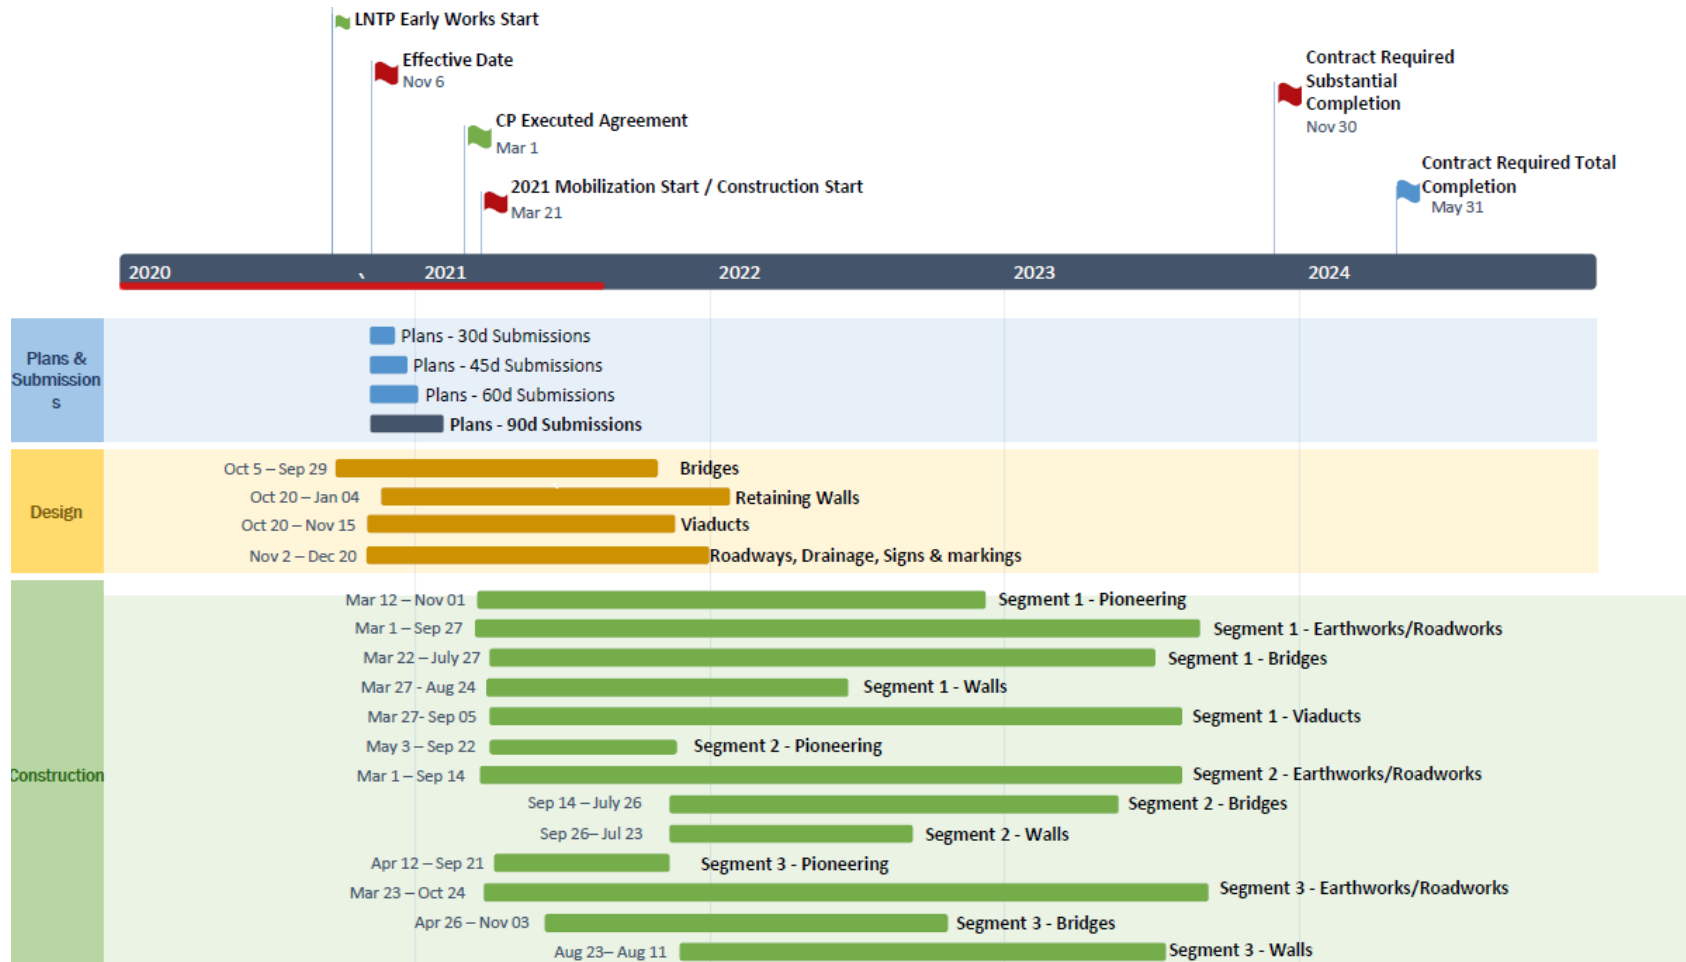 LNTP Early Works Start
Effective Date
Nov 6
CP Executed Agreement
Mar 1
2021 Mobilization Start / Construction Start
Mar 21
Contract Required
Substantial
Completion
Nov 30
Contract Required Total
Completion
May 31
2020 2021 2022 2023 2024
Plans &
Submission
s
Plans - 30d Submissions
Plans - 45d Submissions
Plans - 60d Submissions
Plans - 90d Submissions
Design
Oct 5 – Sep 29 Bridges
Oct 20 – Jan 04 Retaining Walls
Oct 20 – Nov 15 Viaducts
Nov 2 – Dec 20 Roadways, Drainage, Signs & markings
Construction
Mar 12 – Nov 01 Segment 1 - Pioneering
Mar 1 – Sep 27 Segment 1 - Earthworks/Roadworks
Mar 22 – July 27 Segment 1 - Bridges
Mar 27 - Aug 24 Segment 1 - Walls
Mar 27- Sep 05 Segment 1 - Viaducts
May 3 – Sep 22 Segment 2 - Pioneering
Mar 1 – Sep 14 Segment 2 - Earthworks/Roadworks
Sep 14 – July 26 Segment 2 - Bridges
Sep 26– Jul 23 Segment 2 - Walls
Apr 12 – Sep 21 Segment 3 - Pioneering
Mar 23 – Oct 24 Segment 3 - Earthworks/Roadworks
Apr 26 – Nov 03 Segment 3 - Bridges
Aug 23– Aug 11 Segment 3 - Walls